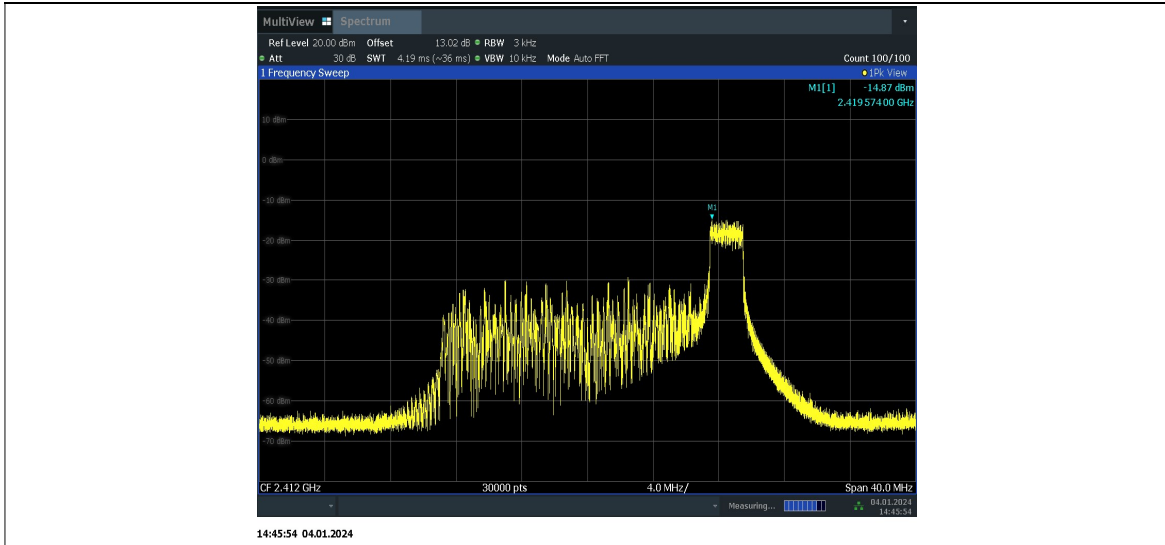 MultiView Spectrum
Ref Level 20.00 dBm Offset 13.02 dB RBW 3 kHz
Att 30 dB SWT 4.19 ms (~36 ms) VBW 10 kHz Mode Auto FFT Count 100/100
1 Frequency Sweep 1Pk View
M1[1] -14.87 dBm
2.419 574 00 GHz
10 dBm
0 dBm
-10 dBm
M1
-20 dBm
-30 dBm
-40 dBm
-50 dBm
-60 dBm
-70 dBm
CF 2.412 GHz 30000 pts 4.0 MHz/ Span 40.0 MHz
Measuring... 04.01.2024
14:45:54
14:45:54 04.01.2024